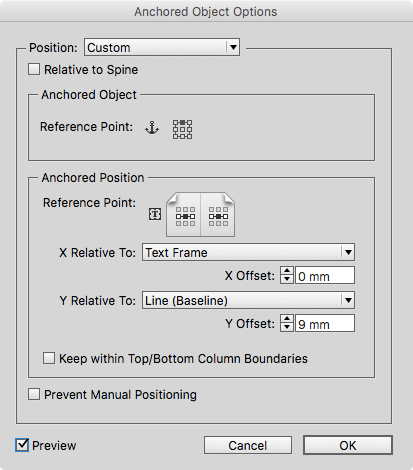 Anchored Object Options
Position: Custom
Relative to Spine
Anchored Object
Reference Point:
Anchored Position
Reference Point: T
X Relative To: Text Frame
X Offset: 0 mm
Y Relative To: Line (Baseline)
Y Offset: 9 mm
Keep within Top/Bottom Column Boundaries
Prevent Manual Positioning
Preview Cancel OK